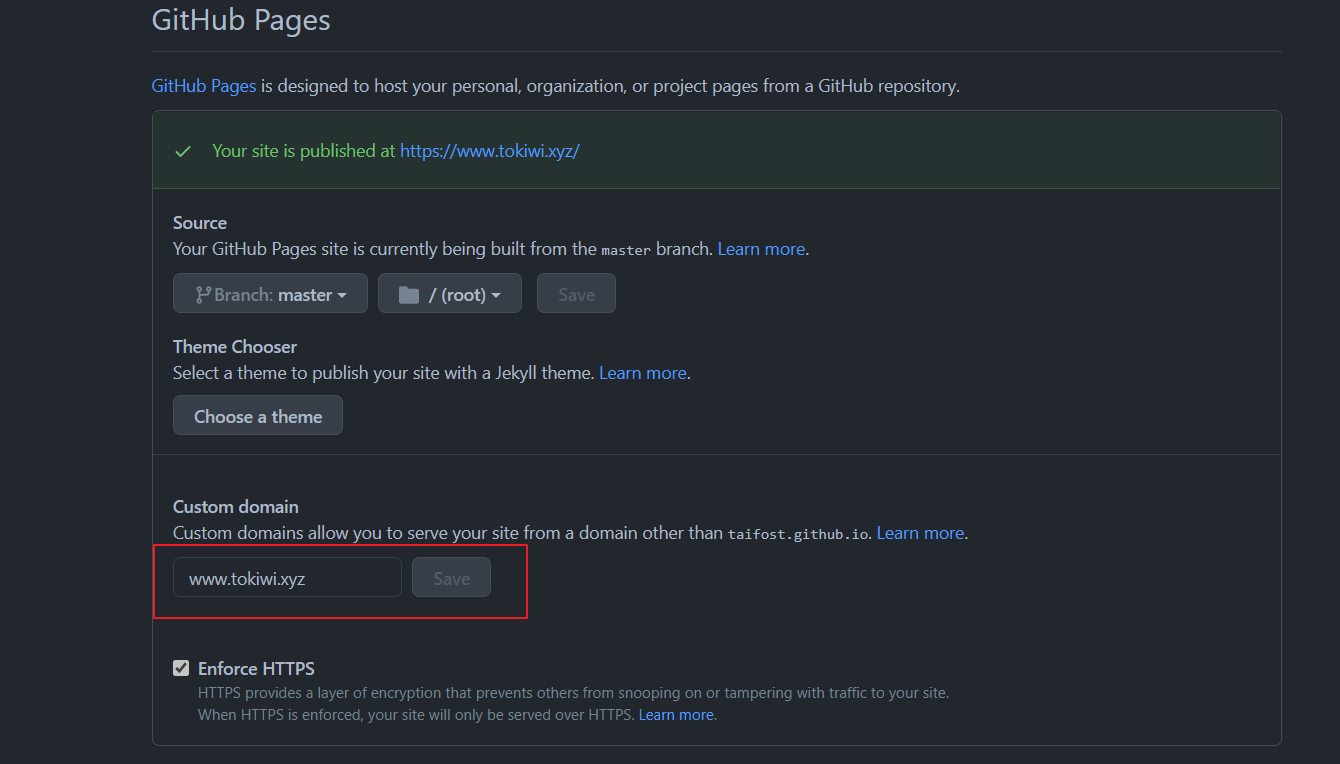 GitHub Pages
GitHub Pages is designed to host your personal, organization, or project pages from a GitHub repository.
Your site is published at https://www.tokiwi.xyz/
Source
Your GitHub Pages site is currently being built from the master branch. Learn more.
Branch: master / (root) Save
Theme Chooser
Select a theme to publish your site with a Jekyll theme. Learn more.
Choose a theme
Custom domain
Custom domains allow you to serve your site from a domain other than taifost.github.io. Learn more.
www.tokiwi.xyz Save
Enforce HTTPS
HTTPS provides a layer of encryption that prevents others from snooping on or tampering with traffic to your site.
When HTTPS is enforced, your site will only be served over HTTPS. Learn more.